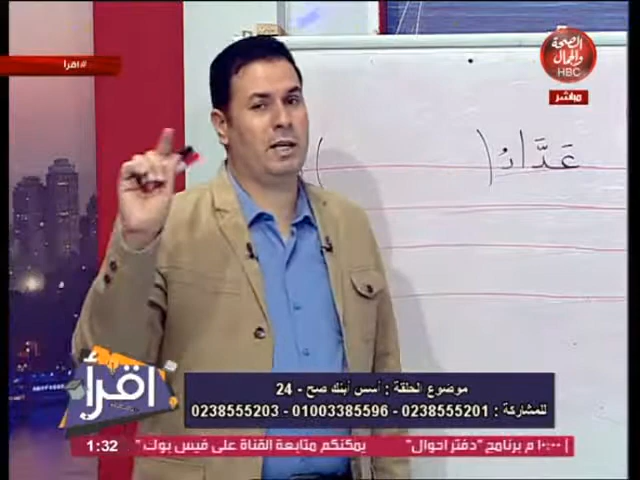 #اقرأ
الصحة
والجمال
HBC
مباشر
عَدَّادُ )
(
موضوع الحلقة : أسس أبنك صح - 24
للمشاركة : 0238555201 - 01003385596 - 0238555203
اقرأ
1:32
م برنامج "دفتر احوال" يمكنكم متابعة القناة على فيس بوك